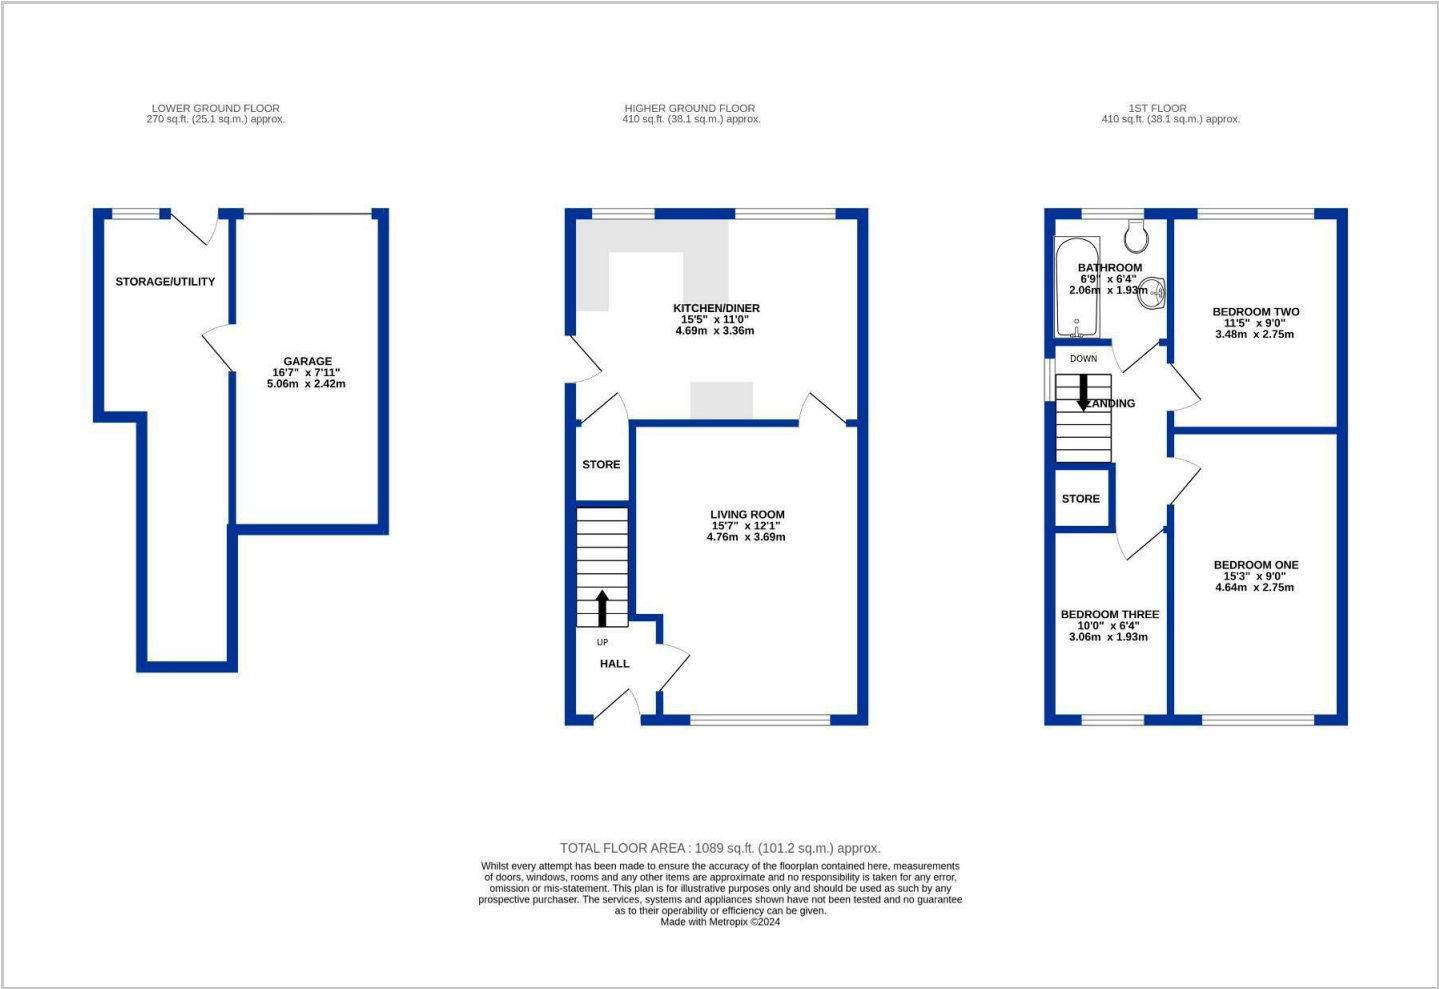 LOWER GROUND FLOOR
270 sq.ft. (25.1 sq.m.) approx.
HIGHER GROUND FLOOR
410 sq.ft. (38.1 sq.m.) approx.
1ST FLOOR
410 sq.ft. (38.1 sq.m.) approx.
STORAGE/UTILITY
GARAGE
16'7" x 7'11"
5.06m x 2.42m
KITCHEN/DINER
15'5" x 11'0"
4.69m x 3.36m
STORE
LIVING ROOM
15'7" x 12'1"
4.76m x 3.69m
UP
HALL
BATHROOM
6'9" x 6'4"
2.06m x 1.93m
BEDROOM TWO
11'5" x 9'0"
3.48m x 2.75m
DOWN
LANDING
STORE
BEDROOM ONE
15'3" x 9'0"
4.64m x 2.75m
BEDROOM THREE
10'0" x 6'4"
3.06m x 1.93m
TOTAL FLOOR AREA : 1089 sq.ft. (101.2 sq.m.) approx.
Whilst every attempt has been made to ensure the accuracy of the floorplan contained here, measurements
of doors, windows, rooms and any other items are approximate and no responsibility is taken for any error,
omission or mis-statement. This plan is for illustrative purposes only and should be used as such by any
prospective purchaser. The services, systems and appliances shown have not been tested and no guarantee
as to their operability or efficiency can be given.
Made with Metropix ©2024